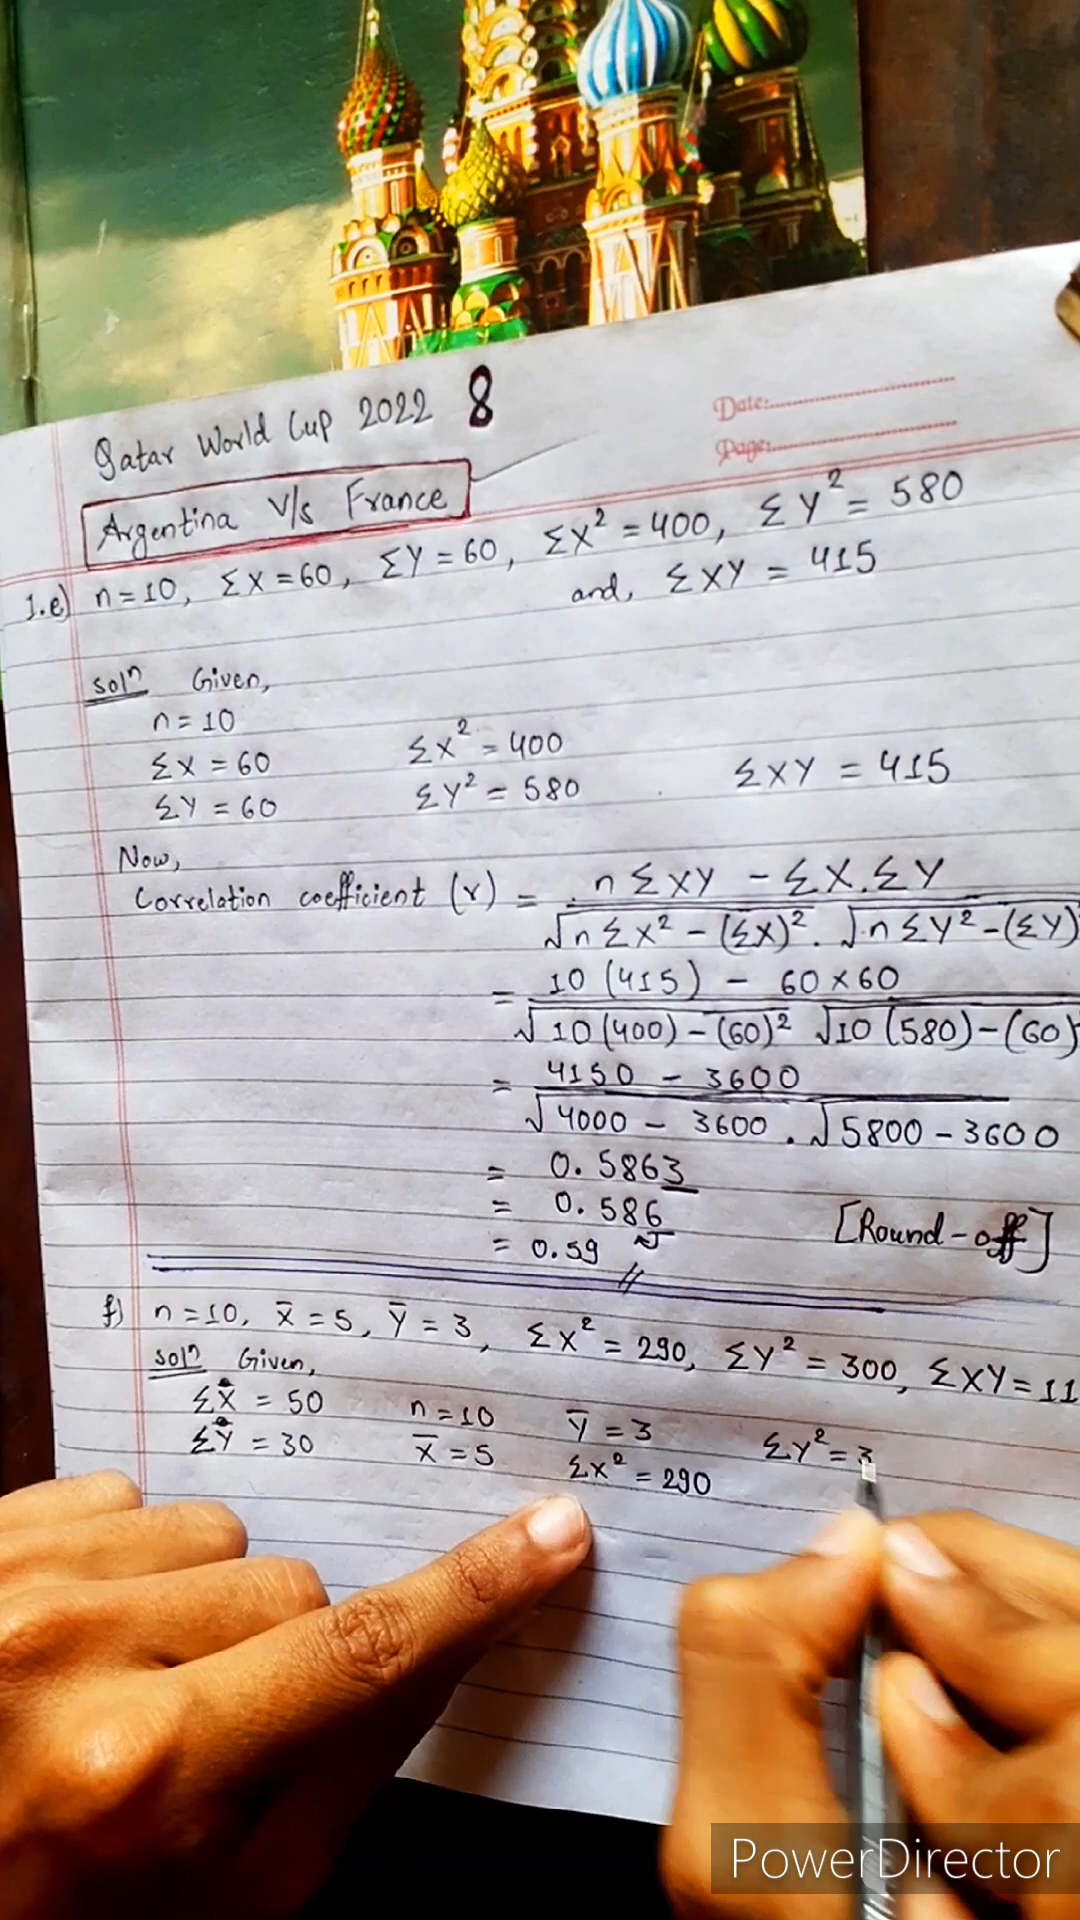 Qatar World Cup 2022 8
Date:
Page:
Argentina V/s France
1.e) n=10, ΣX=60, ΣY=60, ΣX²=400, ΣY²=580
and, ΣXY = 415
Solⁿ Given,
n=10
ΣX=60 ΣX²=400 ΣXY = 415
ΣY=60 ΣY²=580
Now,
Correlation coefficient (r) = nΣXY - ΣX.ΣY
√nΣX² - (ΣX)². √nΣY²-(ΣY)
= 10(415) - 60×60
√10(400)-(60)² √10(580)-(60)
= 4150 - 3600
√4000 - 3600 . √5800-3600
= 0.5863
= 0.586 [Round-off]
= 0.59
f) n=10, X̄=5, Ȳ=3, ΣX²=290, ΣY²=300, ΣXY=11
Solⁿ Given,
ΣX = 50 n=10 Ȳ=3 ΣY²=3
ΣY = 30 X̄=5 ΣX²=290
PowerDirector